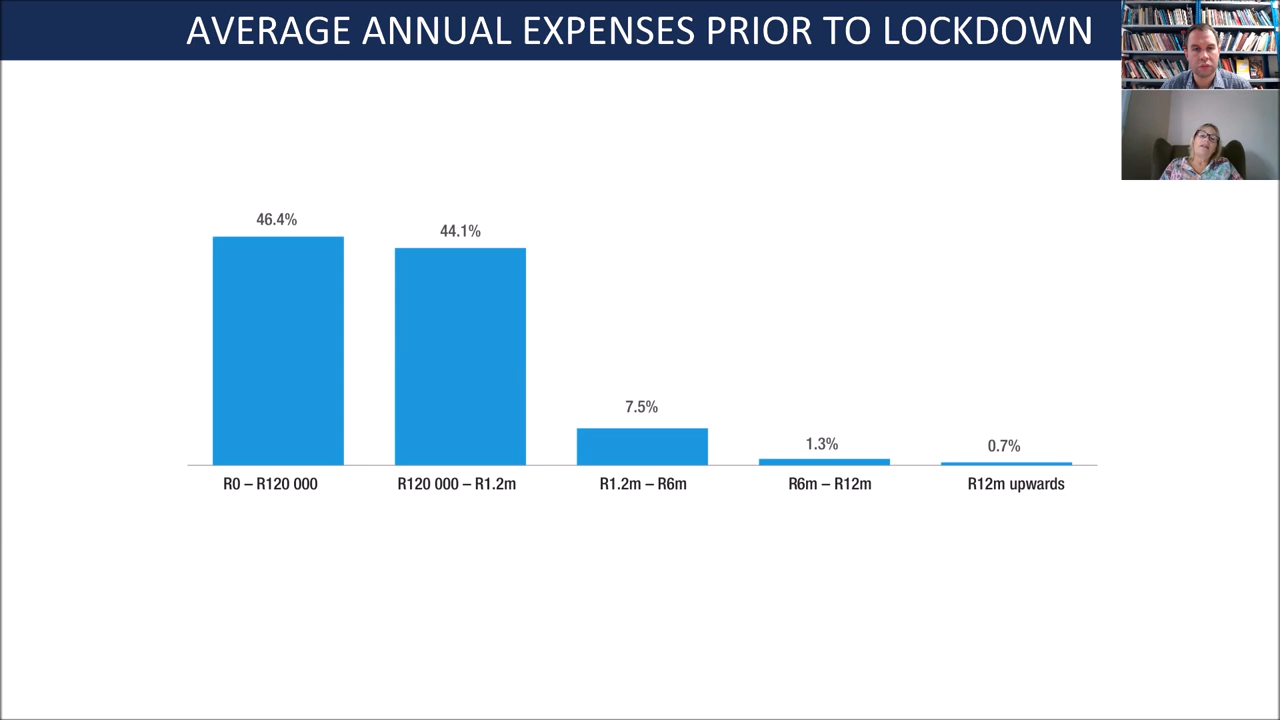 AVERAGE ANNUAL EXPENSES PRIOR TO LOCKDOWN
46.4%
44.1%
7.5%
1.3%
0.7%
R0 – R120 000
R120 000 – R1.2m
R1.2m – R6m
R6m – R12m
R12m upwards